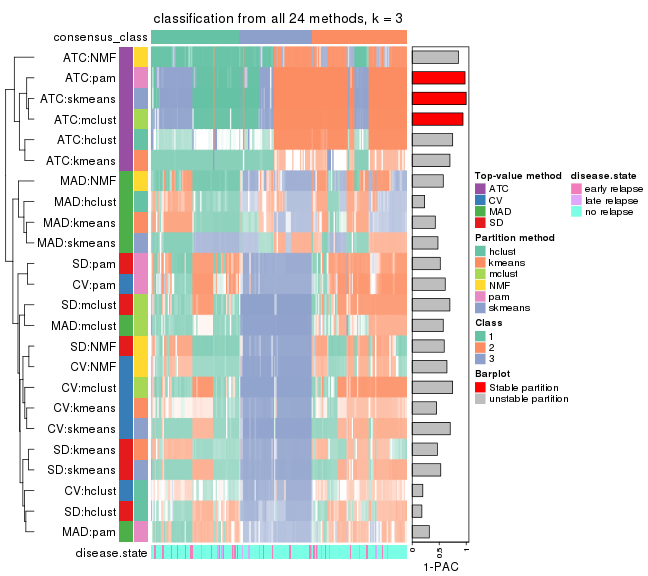 classification from all 24 methods, k = 3
consensus_class
ATC:NMF
ATC:pam
ATC:skmeans
ATC:mclust
ATC:hclust
ATC:kmeans
MAD:NMF
MAD:hclust
MAD:kmeans
MAD:skmeans
SD:pam
CV:pam
SD:mclust
MAD:mclust
SD:NMF
CV:NMF
CV:mclust
CV:kmeans
CV:skmeans
SD:kmeans
SD:skmeans
CV:hclust
SD:hclust
MAD:pam
disease.state
0 0.5 1
1-PAC
Top-value method
ATC
CV
MAD
SD
Partition method
hclust
kmeans
mclust
NMF
pam
skmeans
Class
1
2
3
Barplot
Stable partition
unstable partition
disease.state
early relapse
late relapse
no relapse